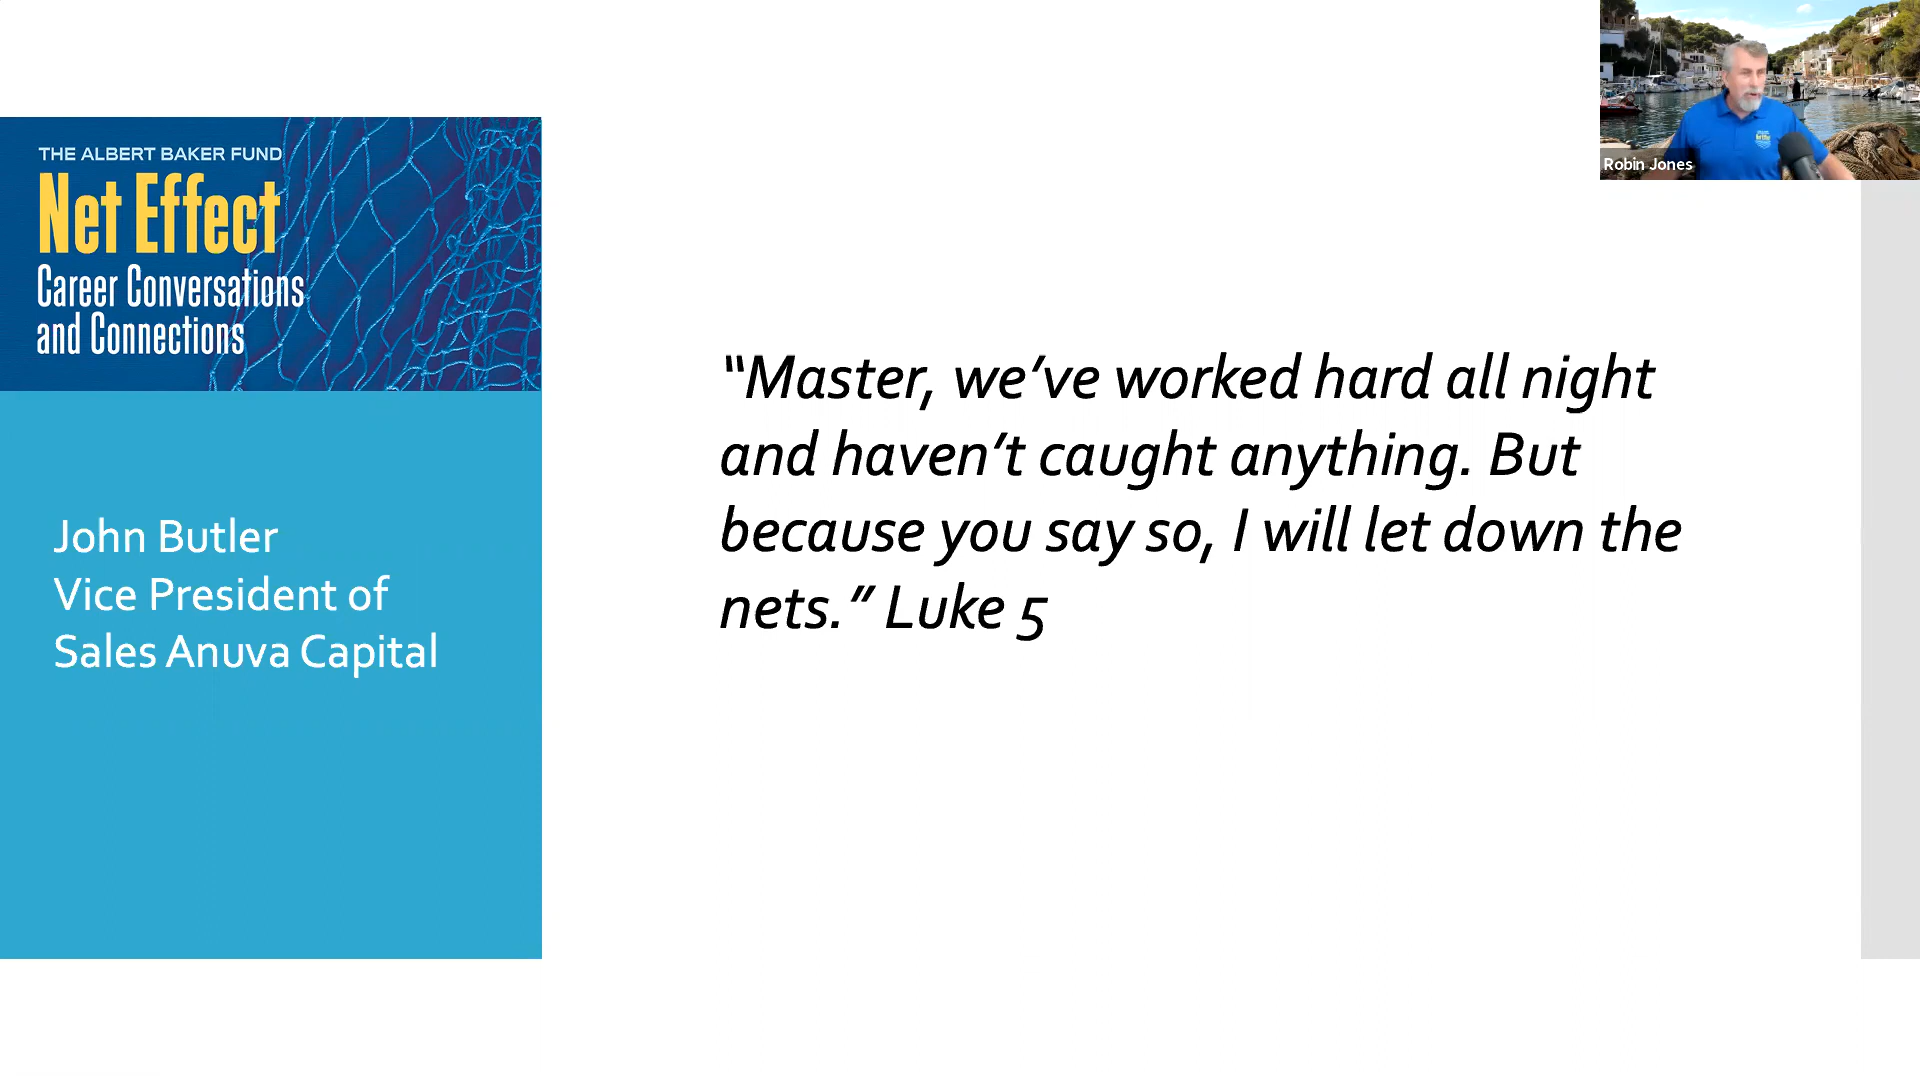 THE ALBERT BAKER FUND
Net Effect
Career Conversations
and Connections
John Butler
Vice President of
Sales Anuva Capital
“Master, we’ve worked hard all night
and haven’t caught anything. But
because you say so, I will let down the
nets.” Luke 5
Robin Jones